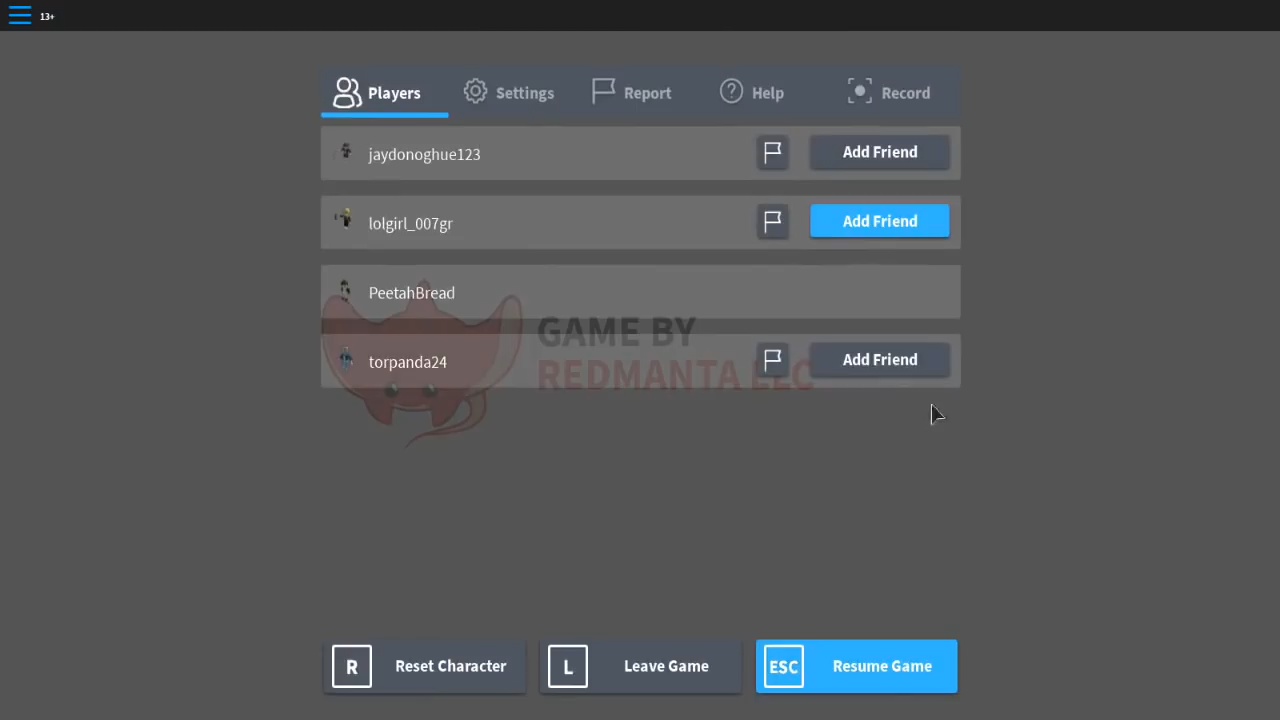 13+
Players Settings Report Help Record
jaydonoghue123 Add Friend
lolgirl_007gr Add Friend
PeetahBread
GAME BY
torpanda24 Add Friend
REDMANTA LLC
R Reset Character L Leave Game ESC Resume Game